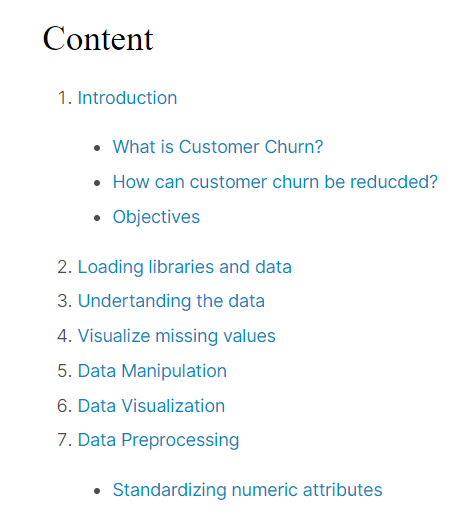 Content
1. Introduction
• What is Customer Churn?
• How can customer churn be reducded?
• Objectives
2. Loading libraries and data
3. Undertanding the data
4. Visualize missing values
5. Data Manipulation
6. Data Visualization
7. Data Preprocessing
• Standardizing numeric attributes